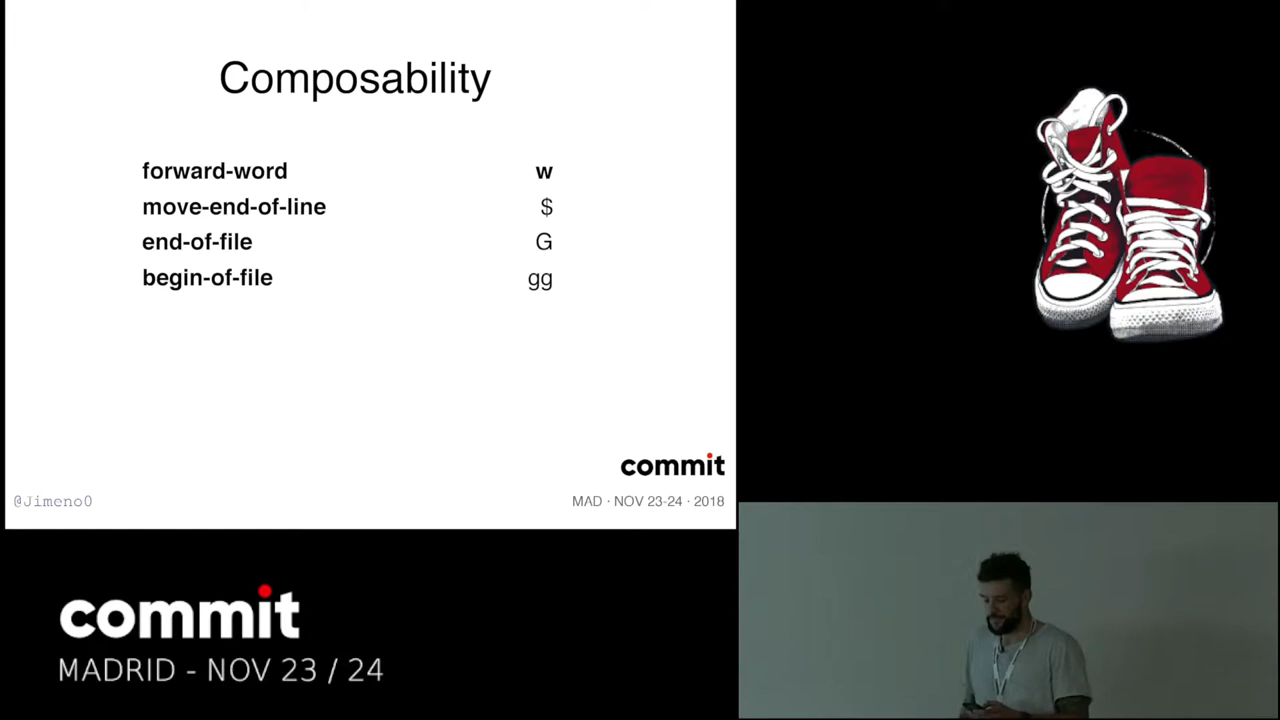 Composability
forward-word w
move-end-of-line $
end-of-file G
begin-of-file gg
commit
@Jimeno0
MAD · NOV 23-24 · 2018
commit
MADRID - NOV 23 / 24